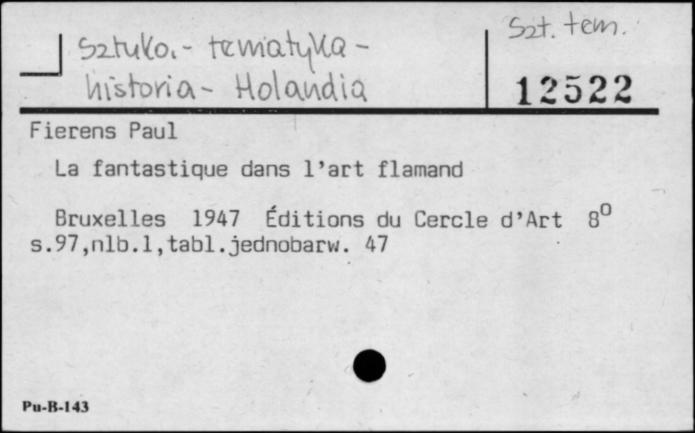 Sztuka - tematyka -
historia - Holandia
Szt. tem.
12522
Fierens Paul
La fantastique dans l'art flamand
Bruxelles 1947 Éditions du Cercle d'Art 8º
s.97,nlb.1,tabl.jednobarw. 47
Pu-B-143